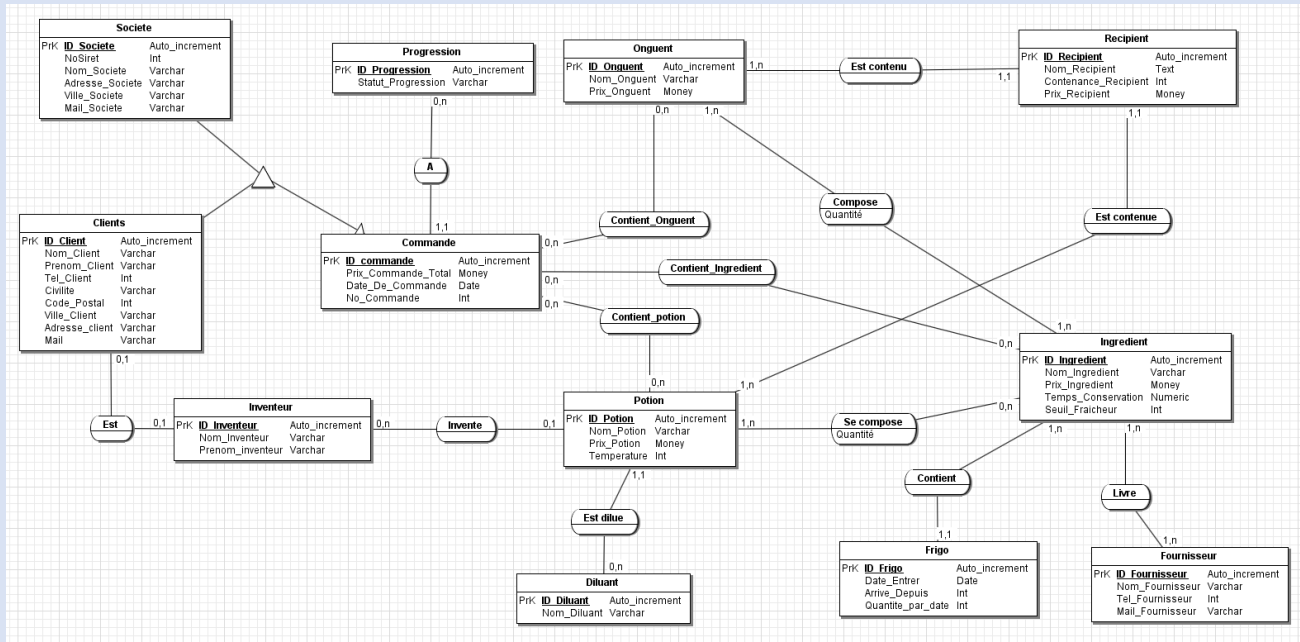 Societe
PrK ID_Societe Auto_increment
NoSiret Int
Nom_Societe Varchar
Adresse_Societe Varchar
Ville_Societe Varchar
Mail_Societe Varchar
Progression
PrK ID_Progression Auto_increment
Statut_Progression Varchar
0,n
A
1,1
Onguent
PrK ID_Onguent Auto_increment
Nom_Onguent Varchar
Prix_Onguent Money
1,n
Est contenu
1,1
0,n
1,n
Recipient
PrK ID_Recipient Auto_increment
Nom_Recipient Text
Contenance_Recipient Int
Prix_Recipient Money
1,1
Compose
Quantité
Est contenue
Contient_Onguent
Clients
PrK ID_Client Auto_increment
Nom_Client Varchar
Prenom_Client Varchar
Tel_Client Int
Civilite Varchar
Code_Postal Int
Ville_Client Varchar
Adresse_client Varchar
Mail Varchar
0,1
Commande
PrK ID_commande Auto_increment
Prix_Commande_Total Money
Date_De_Commande Date
No_Commande Int
0,n
0,n
0,n
Contient_Ingredient
Contient_potion
0,n
1,n
0,n
Ingredient
PrK ID_Ingredient Auto_increment
Nom_Ingredient Varchar
Prix_Ingredient Money
Temps_Conservation Numeric
Seuil_Fraicheur Int
0,n
1,n
1,n
Est
0,1
Inventeur
PrK ID_Inventeur Auto_increment
Nom_Inventeur Varchar
Prenom_inventeur Varchar
0,n
Invente
0,1
Potion
PrK ID_Potion Auto_increment
Nom_Potion Varchar
Prix_Potion Money
Temperature Int
1,n
1,n
1,1
Se compose
Quantité
Contient
1,1
Livre
1,n
Est dilue
0,n
Diluant
PrK ID_Diluant Auto_increment
Nom_Diluant Varchar
Frigo
PrK ID_Frigo Auto_increment
Date_Entrer Date
Arrive_Depuis Int
Quantite_par_date Int
Fournisseur
PrK ID_Fournisseur Auto_increment
Nom_Fournisseur Varchar
Tel_Fournisseur Int
Mail_Fournisseur Varchar